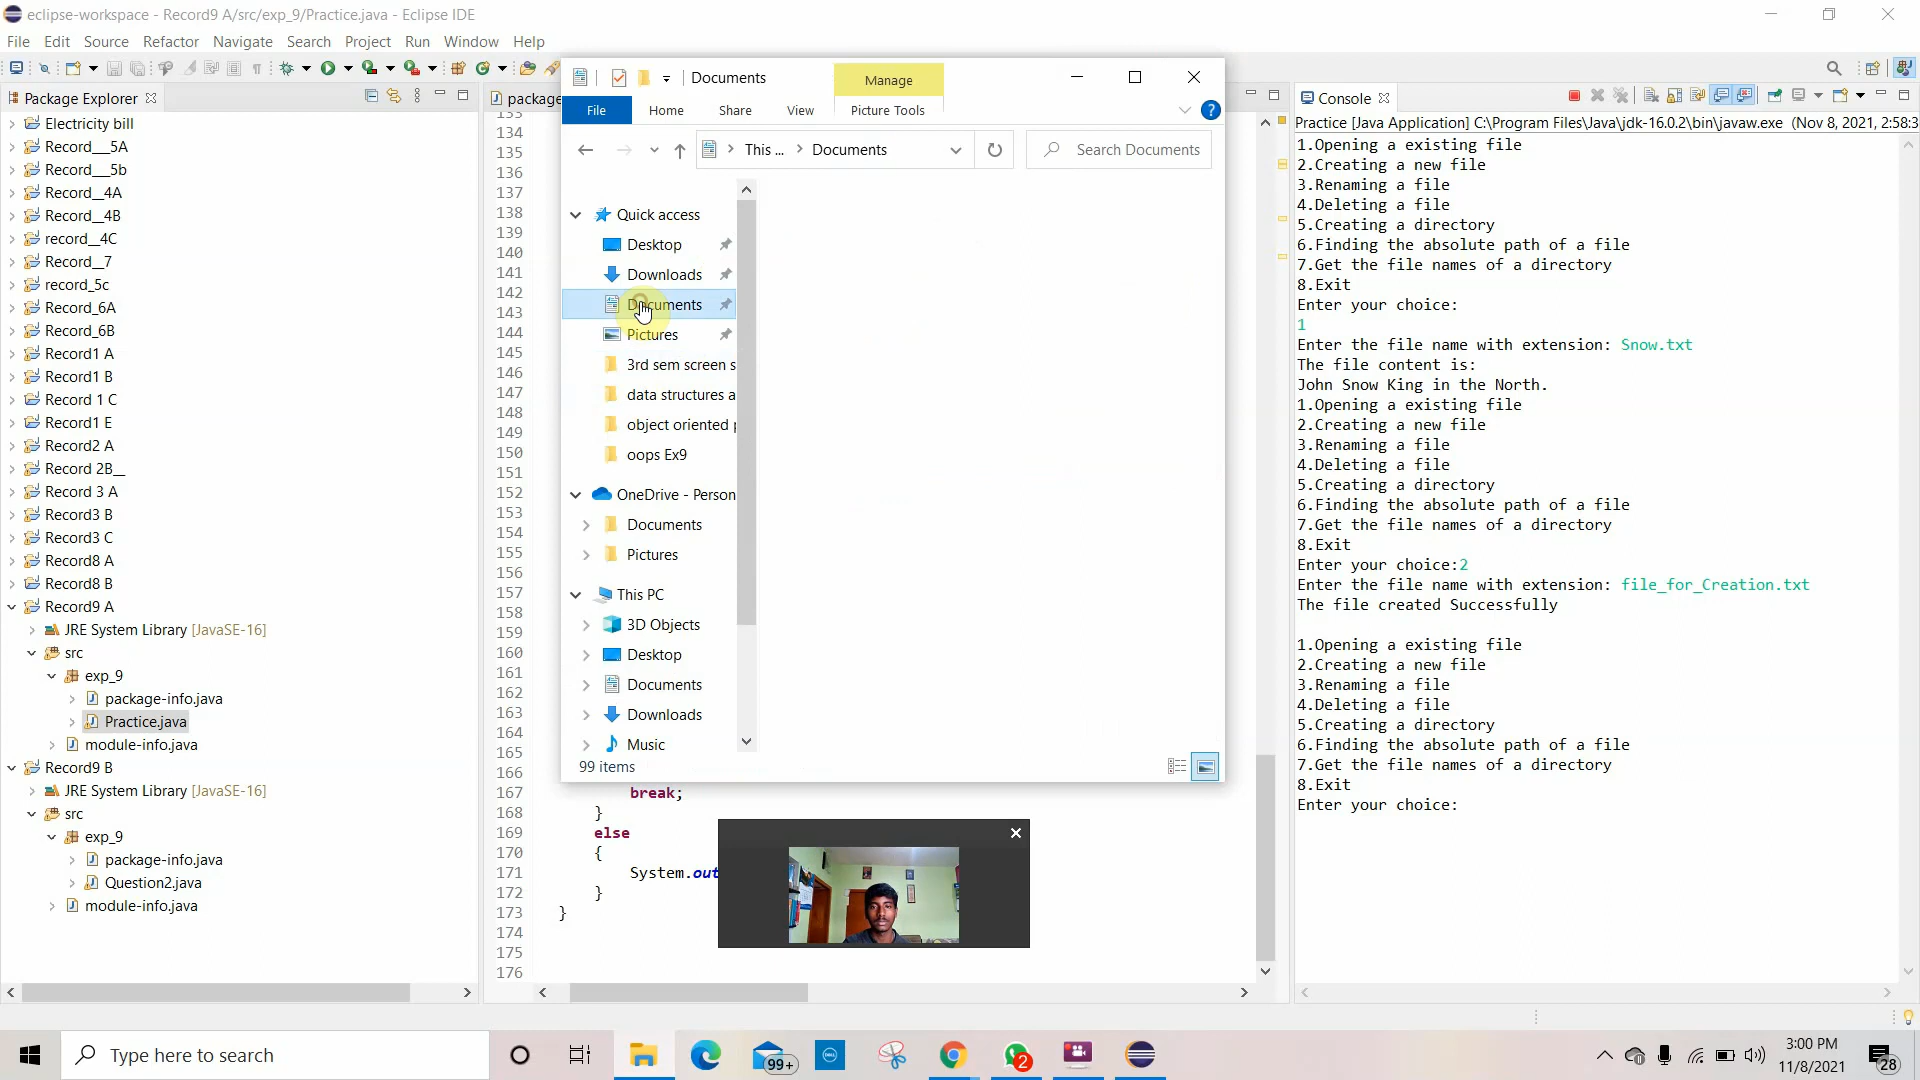 eclipse-workspace - Record9 A/src/exp_9/Practice.java - Eclipse IDE
File Edit Source Refactor Navigate Search Project Run Window Help
Package Explorer
Electricity bill
Record___5A
Record___5b
Record__4A
Record__4B
record__4C
Record__7
record_5c
Record_6A
Record_6B
Record1 A
Record1 B
Record 1 C
Record1 E
Record2 A
Record 2B__
Record 3 A
Record3 B
Record3 C
Record8 A
Record8 B
Record9 A
JRE System Library [JavaSE-16]
src
exp_9
package-info.java
Practice.java
module-info.java
Record9 B
JRE System Library [JavaSE-16]
src
exp_9
package-info.java
Question2.java
module-info.java
package
133
134
135
136
137
138
139
140
141
142
143
144
145
146
147
148
149
150
151
152
153
154
155
156
157
158
159
160
161
162
163
164
165
166
167 break;
168 }
169 else
170 {
171 System.out
172 }
173 }
174
175
176
Documents
Manage
File Home Share View Picture Tools
This ... Documents
Search Documents
Quick access
Desktop
Downloads
Documents
Pictures
3rd sem screen s
data structures a
object oriented p
oops Ex9
OneDrive - Person
Documents
Pictures
This PC
3D Objects
Desktop
Documents
Downloads
Music
99 items
Console
Practice [Java Application] C:\Program Files\Java\jdk-16.0.2\bin\javaw.exe (Nov 8, 2021, 2:58:3
1.Opening a existing file
2.Creating a new file
3.Renaming a file
4.Deleting a file
5.Creating a directory
6.Finding the absolute path of a file
7.Get the file names of a directory
8.Exit
Enter your choice:
1
Enter the file name with extension: Snow.txt
The file content is:
John Snow King in the North.
1.Opening a existing file
2.Creating a new file
3.Renaming a file
4.Deleting a file
5.Creating a directory
6.Finding the absolute path of a file
7.Get the file names of a directory
8.Exit
Enter your choice:2
Enter the file name with extension: file_for_Creation.txt
The file created Successfully
1.Opening a existing file
2.Creating a new file
3.Renaming a file
4.Deleting a file
5.Creating a directory
6.Finding the absolute path of a file
7.Get the file names of a directory
8.Exit
Enter your choice:
Type here to search
99+
DELL
2
3:00 PM
11/8/2021
28